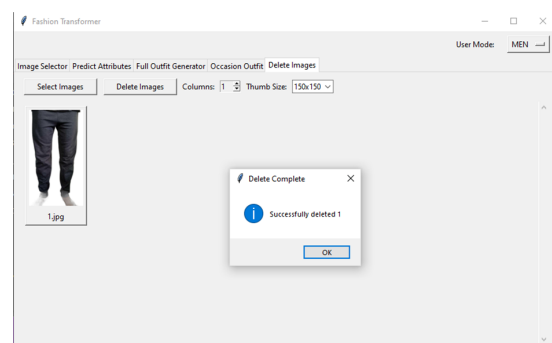 Fashion Transformer
User Mode: MEN
Image Selector Predict Attributes Full Outfit Generator Occasion Outfit Delete Images
Select Images Delete Images Columns: 1 Thumb Size: 150x150
1.jpg
Delete Complete
Successfully deleted 1
OK